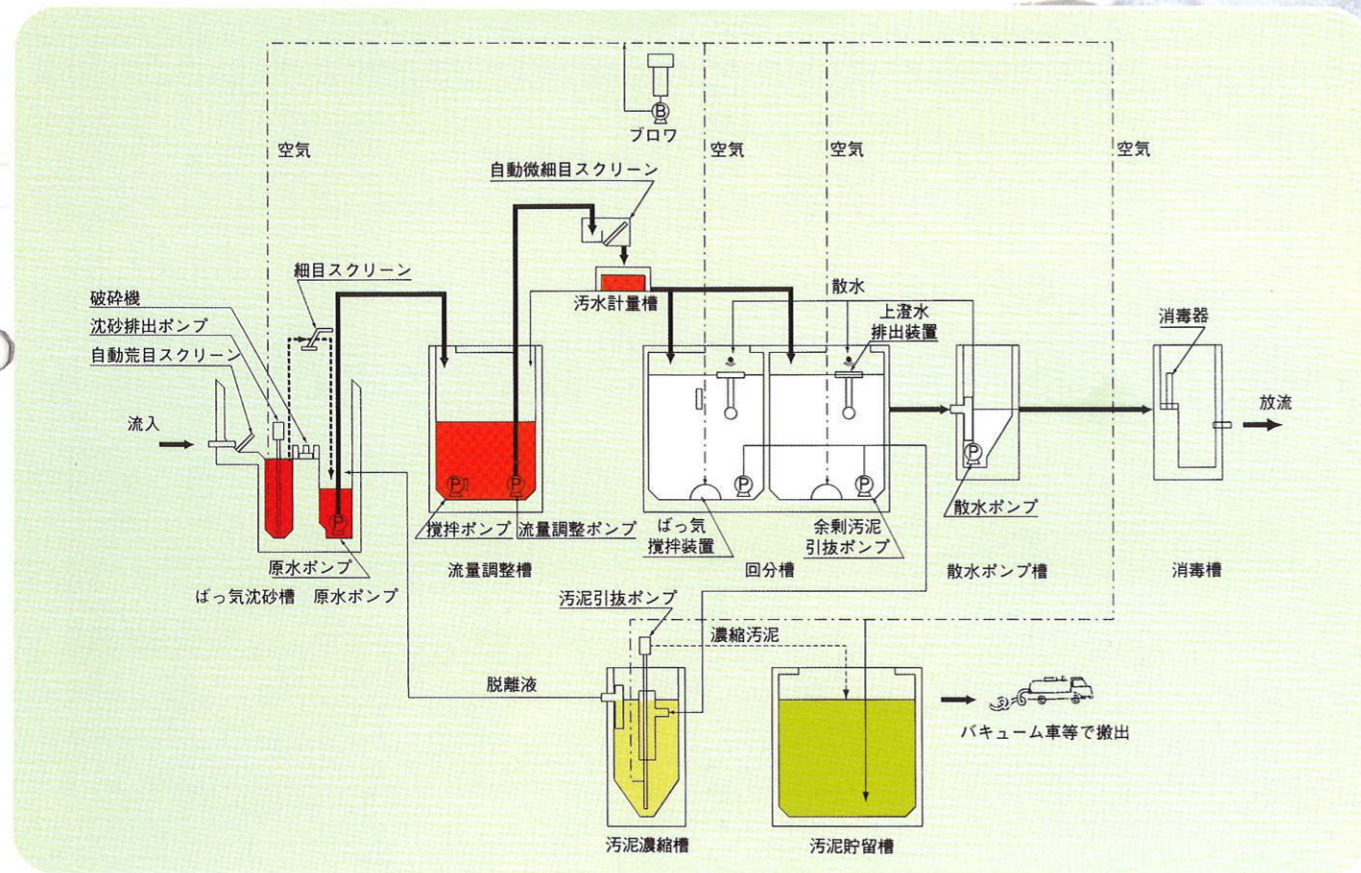 ブロワ
B
空気
空気
空気
空気
自動微細目スクリーン
細目スクリーン
汚水計量槽
散水
上澄水
排出装置
消毒器
破砕機
沈砂排出ポンプ
自動荒目スクリーン
流入
放流
P
P
P
P
P
P
撹拌ポンプ
流量調整ポンプ
ばっ気
撹拌装置
余剰汚泥
引抜ポンプ
散水ポンプ
原水ポンプ
ばっ気沈砂槽
原水ポンプ
流量調整槽
回分槽
散水ポンプ槽
消毒槽
汚泥引抜ポンプ
濃縮汚泥
脱離液
バキューム車等で搬出
汚泥濃縮槽
汚泥貯留槽